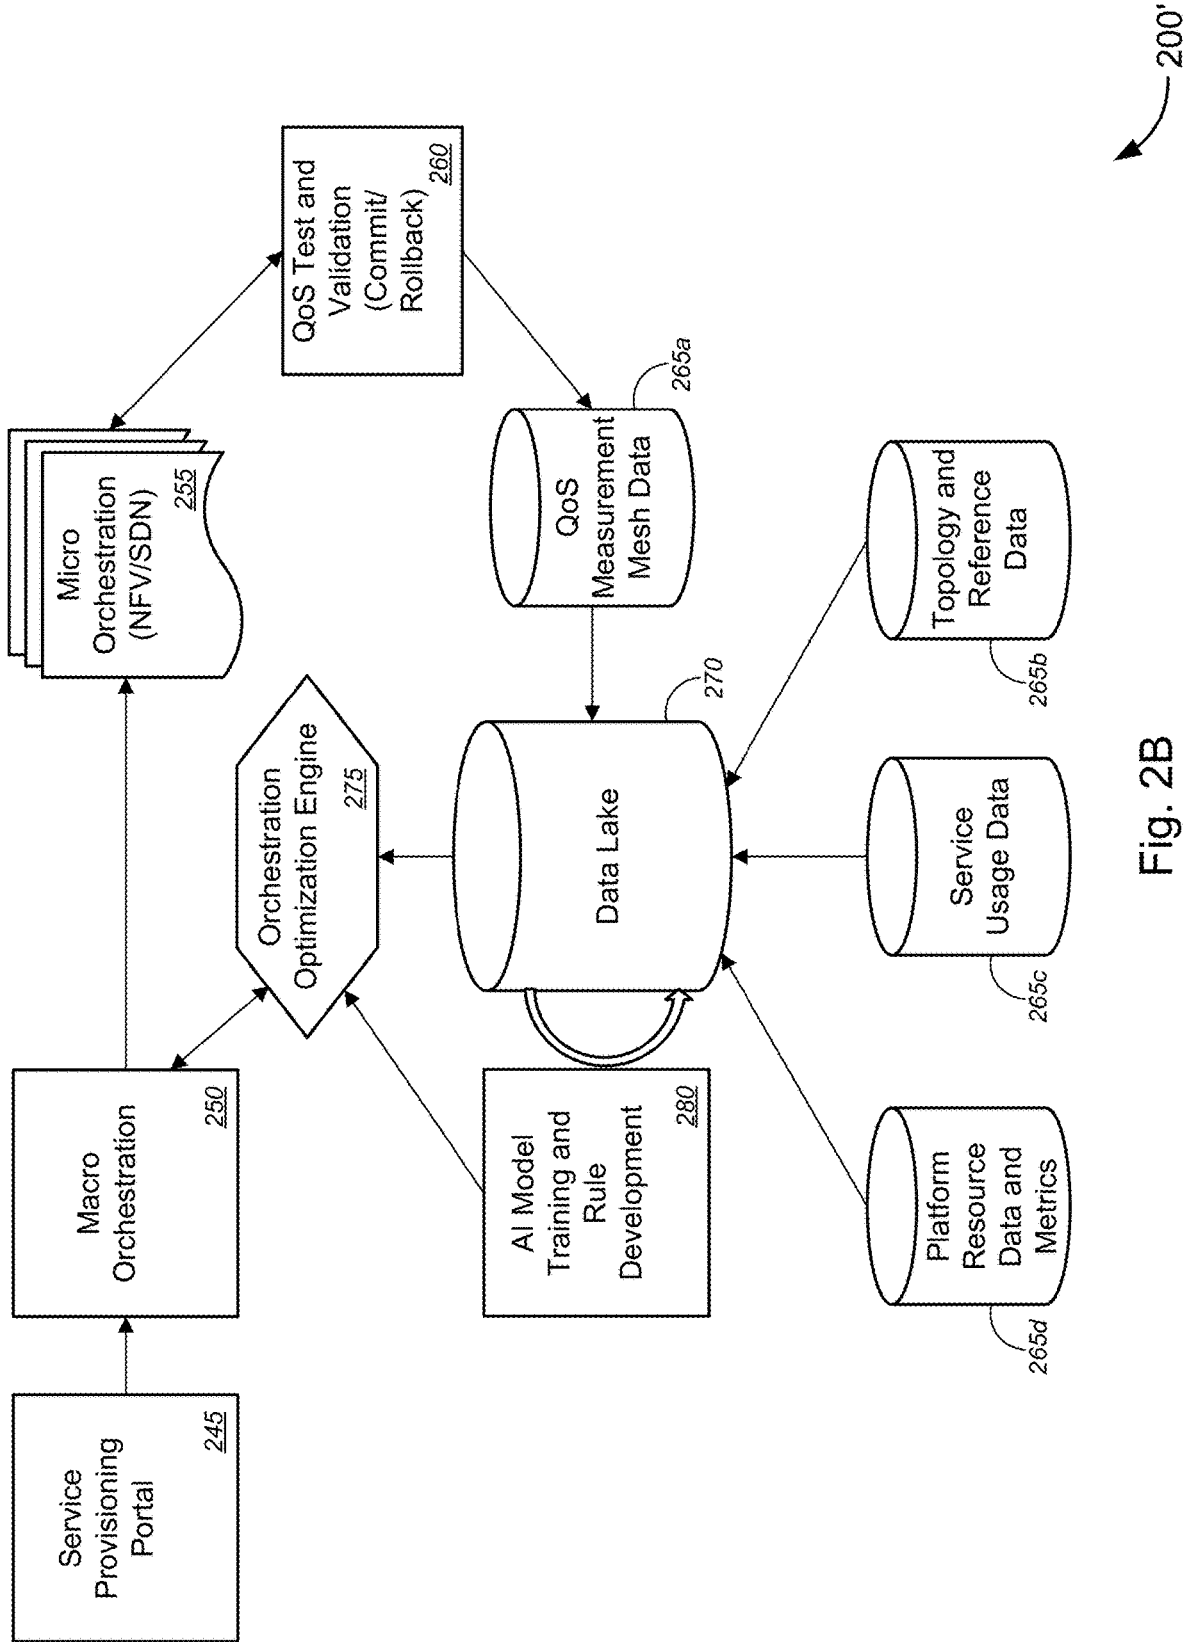 Service
Provisioning
Portal
245
Macro
Orchestration
250
Micro
Orchestration
(NFV/SDN)
255
Orchestration
Optimization Engine
275
QoS Test and
Validation
(Commit/
Rollback)
260
AI Model
Training and
Rule
Development
280
Data Lake
270
QoS
Measurement
Mesh Data
265a
Platform
Resource
Data and
Metrics
265d
Service
Usage Data
265c
Topology and
Reference
Data
265b
Fig. 2B
200'